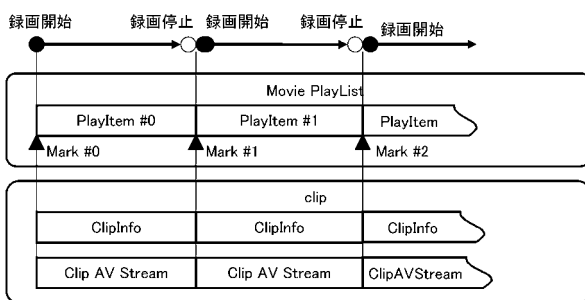 録画開始 録画停止 録画開始 録画停止 録画開始
Movie PlayList
PlayItem #0 PlayItem #1 PlayItem
Mark #0 Mark #1 Mark #2
clip
ClipInfo ClipInfo ClipInfo
Clip AV Stream Clip AV Stream ClipAVStream